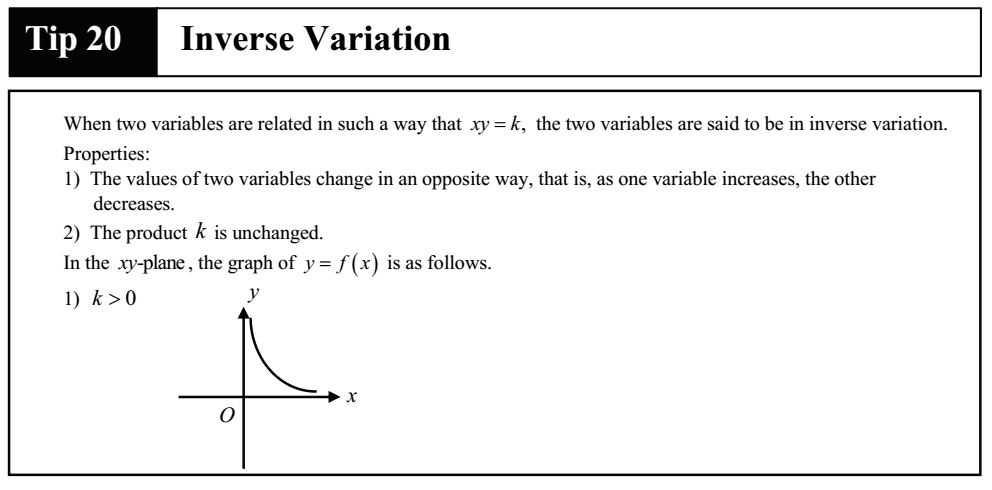 Tip 20 Inverse Variation
When two variables are related in such a way that xy = k, the two variables are said to be in inverse variation.
Properties:
1) The values of two variables change in an opposite way, that is, as one variable increases, the other
decreases.
2) The product k is unchanged.
In the xy-plane, the graph of y = f(x) is as follows.
1) k > 0
y
x
O